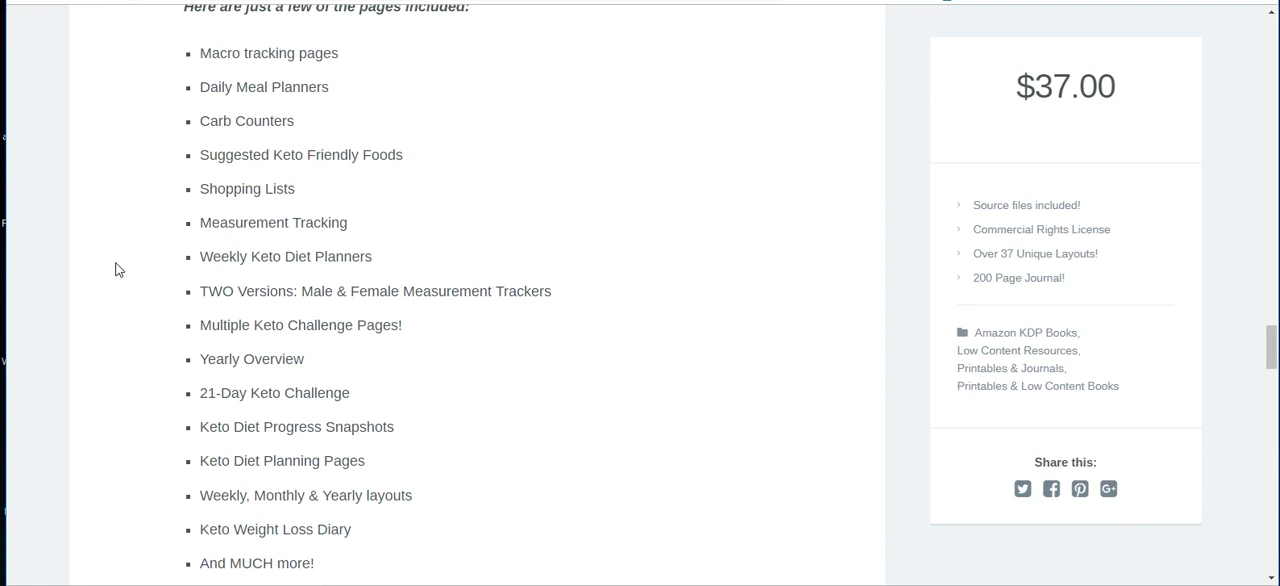 Here are just a few of the pages included:
Macro tracking pages
Daily Meal Planners
Carb Counters
Suggested Keto Friendly Foods
Shopping Lists
Measurement Tracking
Weekly Keto Diet Planners
TWO Versions: Male & Female Measurement Trackers
Multiple Keto Challenge Pages!
Yearly Overview
21-Day Keto Challenge
Keto Diet Progress Snapshots
Keto Diet Planning Pages
Weekly, Monthly & Yearly layouts
Keto Weight Loss Diary
And MUCH more!
$37.00
Source files included!
Commercial Rights License
Over 37 Unique Layouts!
200 Page Journal!
Amazon KDP Books,
Low Content Resources,
Printables & Journals,
Printables & Low Content Books
Share this: